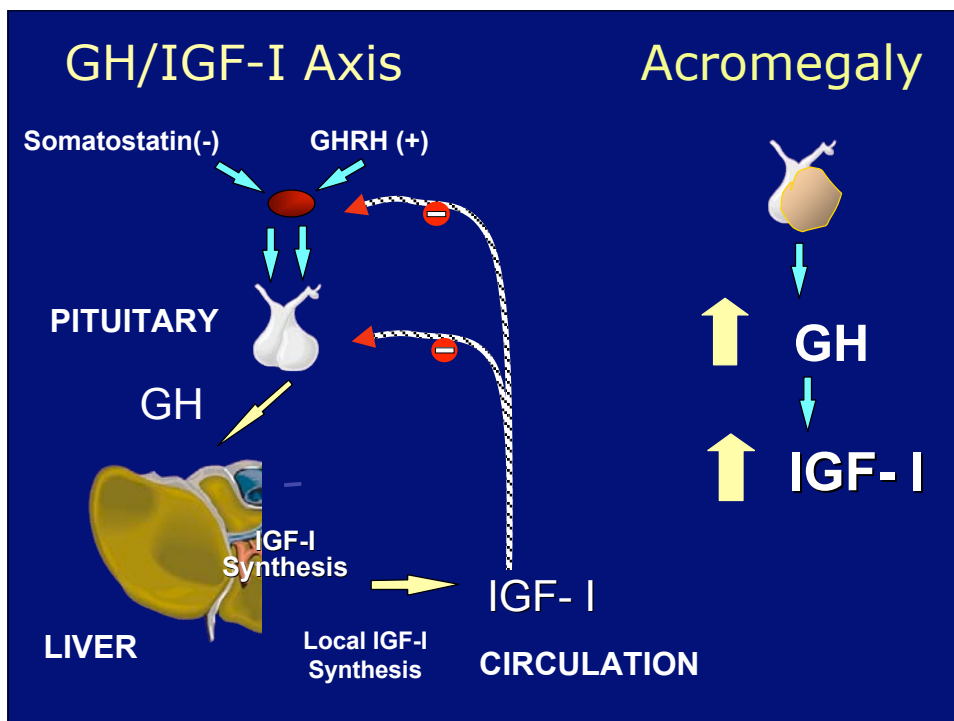 GH/IGF-I Axis
Acromegaly
Somatostatin(-)
GHRH (+)
PITUITARY
GH
IGF-I
Synthesis
LIVER
Local IGF-I
Synthesis
IGF- I
CIRCULATION
GH
IGF- I